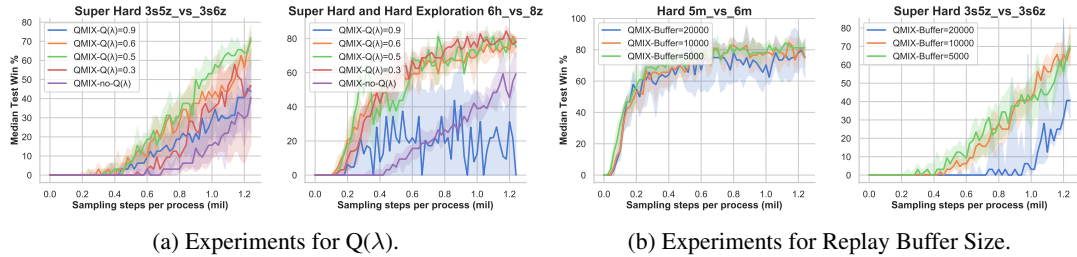 Super Hard 3s5z_vs_3s6z
Median Test Win %
80
70
60
50
40
30
20
10
0
QMIX-Q(λ)=0.9
QMIX-Q(λ)=0.6
QMIX-Q(λ)=0.5
QMIX-Q(λ)=0.3
QMIX-no-Q(λ)
0.0 0.2 0.4 0.6 0.8 1.0 1.2
Sampling steps per process (mil)
Super Hard and Hard Exploration 6h_vs_8z
80
60
40
20
0
QMIX-Q(λ)=0.9
QMIX-Q(λ)=0.6
QMIX-Q(λ)=0.5
QMIX-Q(λ)=0.3
QMIX-no-Q(λ)
0.0 0.2 0.4 0.6 0.8 1.0 1.2
Sampling steps per process (mil)
(a) Experiments for Q(λ).
Hard 5m_vs_6m
Median Test Win %
100
80
60
40
20
0
QMIX-Buffer=20000
QMIX-Buffer=10000
QMIX-Buffer=5000
0.0 0.2 0.4 0.6 0.8 1.0 1.2
Sampling steps per process (mil)
Super Hard 3s5z_vs_3s6z
80
70
60
50
40
30
20
10
0
QMIX-Buffer=20000
QMIX-Buffer=10000
QMIX-Buffer=5000
0.0 0.2 0.4 0.6 0.8 1.0 1.2
Sampling steps per process (mil)
(b) Experiments for Replay Buffer Size.